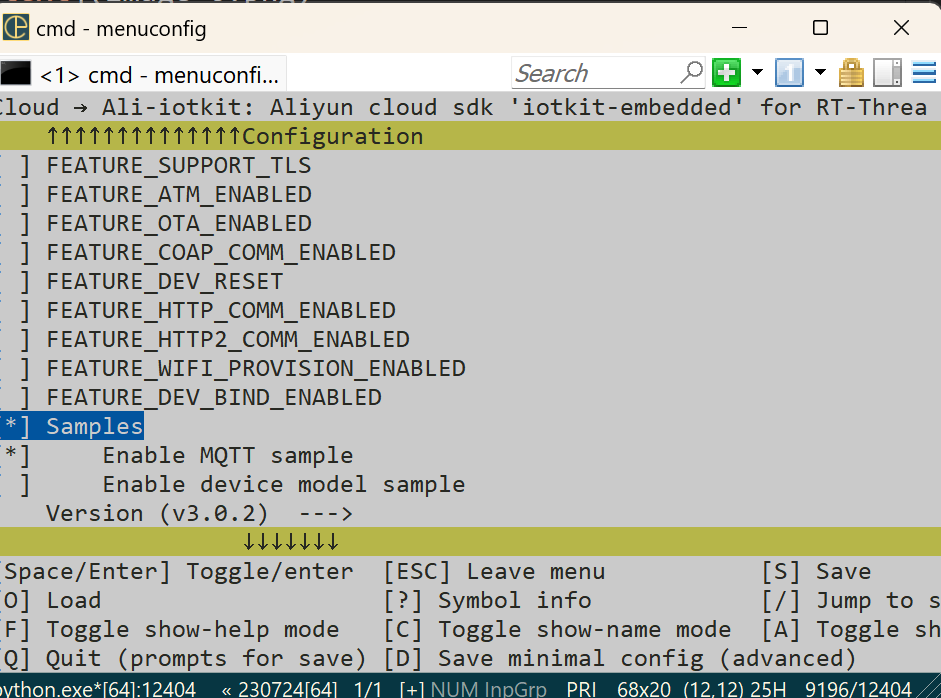 cmd - menuconfig
<1> cmd - menuconfi... Search
Cloud → Ali-iotkit: Aliyun cloud sdk 'iotkit-embedded' for RT-Threa
↑↑↑↑↑↑↑↑↑↑↑↑↑↑Configuration
[ ] FEATURE_SUPPORT_TLS
[ ] FEATURE_ATM_ENABLED
[ ] FEATURE_OTA_ENABLED
[ ] FEATURE_COAP_COMM_ENABLED
[ ] FEATURE_DEV_RESET
[ ] FEATURE_HTTP_COMM_ENABLED
[ ] FEATURE_HTTP2_COMM_ENABLED
[ ] FEATURE_WIFI_PROVISION_ENABLED
[ ] FEATURE_DEV_BIND_ENABLED
[*] Samples
[*] Enable MQTT sample
[ ] Enable device model sample
Version (v3.0.2) --->
↓↓↓↓↓↓↓
[Space/Enter] Toggle/enter [ESC] Leave menu [S] Save
[O] Load [?] Symbol info [/] Jump to s
[F] Toggle show-help mode [C] Toggle show-name mode [A] Toggle sh
[Q] Quit (prompts for save) [D] Save minimal config (advanced)
python.exe*[64]:12404 « 230724[64] 1/1 [+] NUM InpGrp PRI 68x20 (12,12) 25H 9196/12404